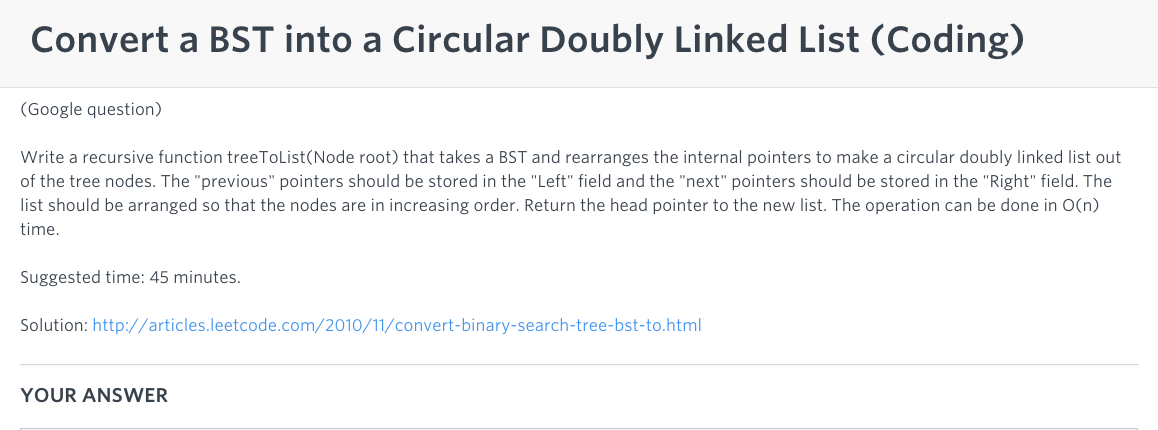 Convert a BST into a Circular Doubly Linked List (Coding)
(Google question)
Write a recursive function treeToList(Node root) that takes a BST and rearranges the internal pointers to make a circular doubly linked list out
of the tree nodes. The "previous" pointers should be stored in the "Left" field and the "next" pointers should be stored in the "Right" field. The
list should be arranged so that the nodes are in increasing order. Return the head pointer to the new list. The operation can be done in O(n)
time.
Suggested time: 45 minutes.
Solution: http://articles.leetcode.com/2010/11/convert-binary-search-tree-bst-to.html
YOUR ANSWER